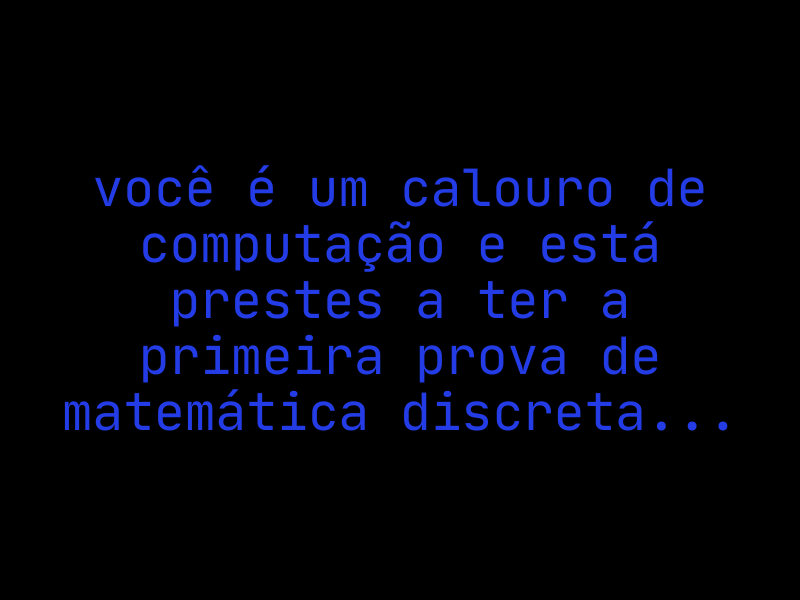 você é um calouro de
computação e está
prestes a ter a
primeira prova de
matemática discreta...